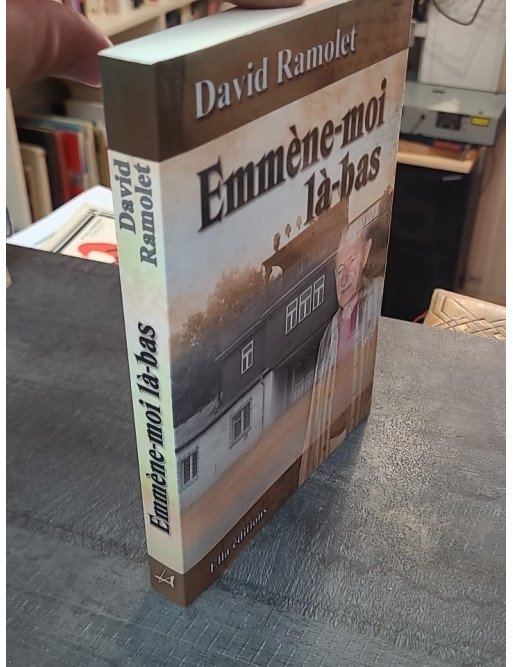 David Ramolet
Emmène-moi
là-bas
Ella éditions
David
Ramolet
Emmène-moi là-bas